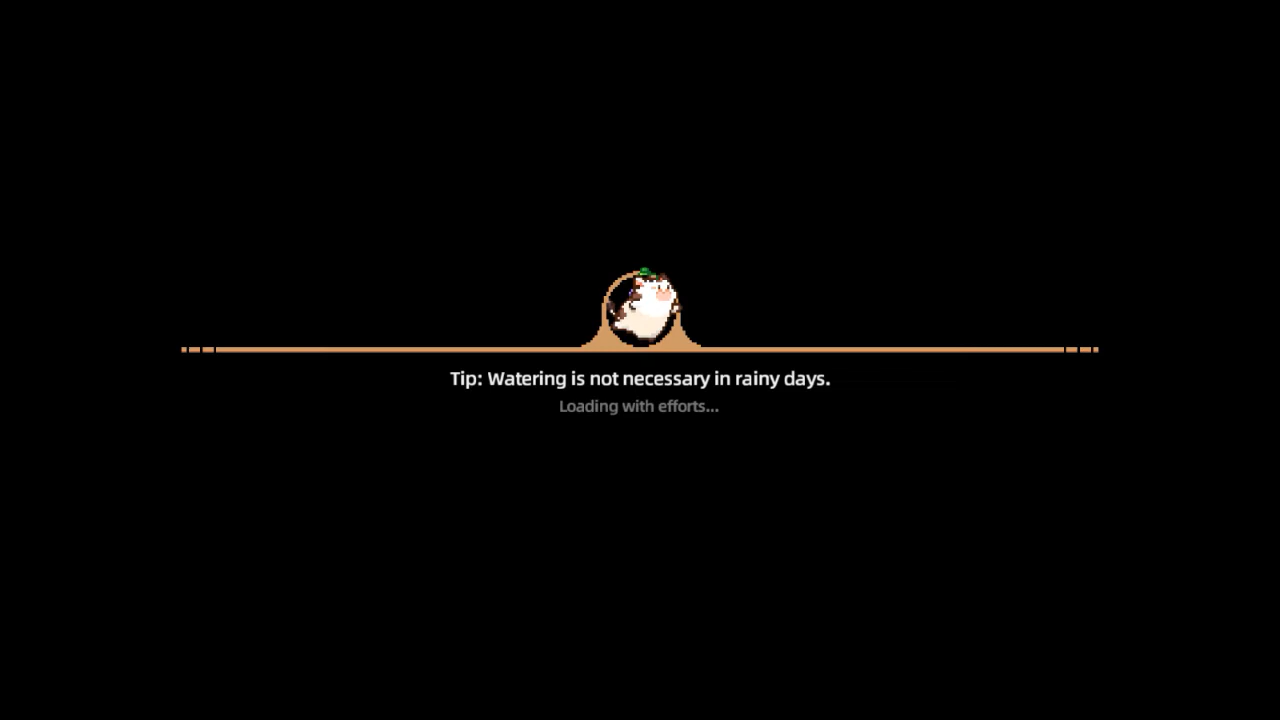 Tip: Watering is not necessary in rainy days.
Loading with efforts...